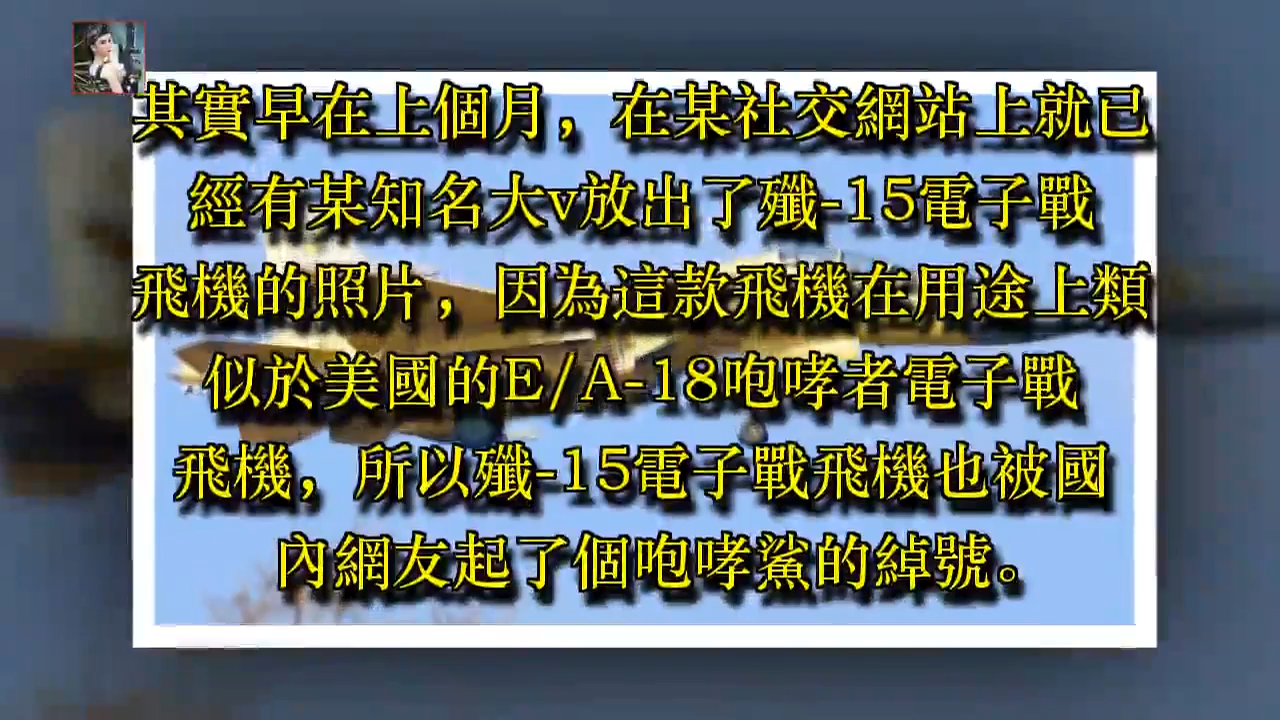 其實早在上個月，在某社交網站上就已
經有某知名大v放出了殲-15電子戰
飛機的照片，因為這款飛機在用途上類
似於美國的E/A-18咆哮者電子戰
飛機，所以殲-15電子戰飛機也被國
內網友起了個咆哮鯊的綽號。